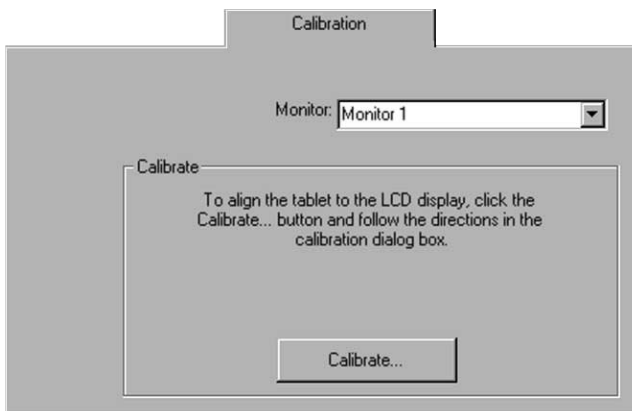 Calibration
Monitor: Monitor 1
Calibrate
To align the tablet to the LCD display, click the
Calibrate... button and follow the directions in the
calibration dialog box.
Calibrate...